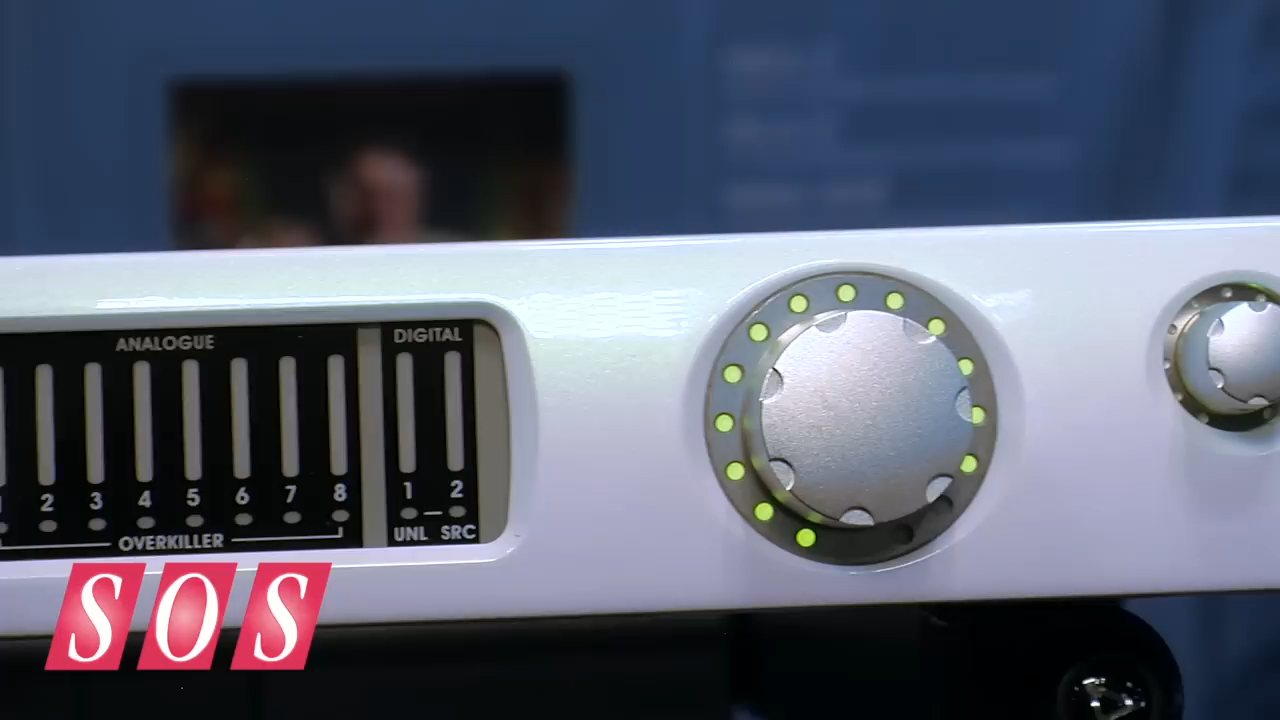 ANALOGUE
DIGITAL
2 3 4 5 6 7 8
1 2
OVERKILLER
UNL SRC
SOS